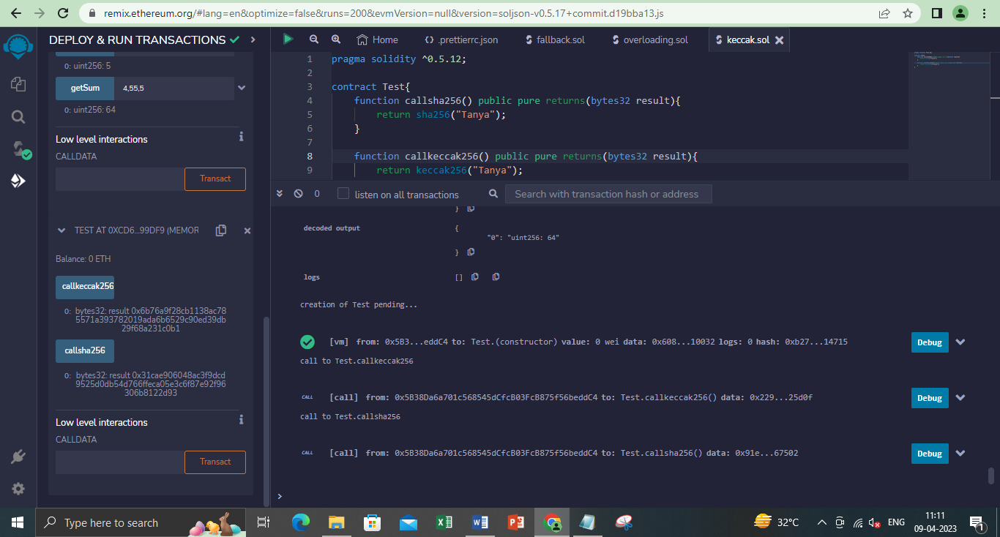 remix.ethereum.org/#lang=en&optimize=false&runs=200&evmVersion=null&version=soljson-v0.5.17+commit.d19bba13.js
DEPLOY & RUN TRANSACTIONS
0: uint256: 5
getSum 4,55,5
0: uint256: 64
Low level interactions
i
CALLDATA
Transact
TEST AT 0XCD6...99DF9 (MEMOR
Balance: 0 ETH
callkeccak256
0: bytes32: result 0x6b76a9f28cb1138ac78
5571a393782019ada6b6529c90ed39db
29f68a231c0b1
callsha256
0: bytes32: result 0x31cae906048ac3f9dcd
9525d0db54d766ffeca05e3c6f87e92f96
306b8122d93
Low level interactions
i
CALLDATA
Transact
Home
{} .prettierrc.json
fallback.sol
overloading.sol
keccak.sol
1 pragma solidity ^0.5.12;
2
3 contract Test{
4 function callsha256() public pure returns(bytes32 result){
5 return sha256("Tanya");
6 }
7
8 function callkeccak256() public pure returns(bytes32 result){
9 return keccak256("Tanya");
0 listen on all transactions Search with transaction hash or address
}
decoded output {
"0": "uint256: 64"
}
logs []
creation of Test pending...
[vm] from: 0x5B3...eddC4 to: Test.(constructor) value: 0 wei data: 0x608...10032 logs: 0 hash: 0xb27...14715 Debug
call to Test.callkeccak256
CALL [call] from: 0x5B38Da6a701c568545dCfcB03FcB875f56beddC4 to: Test.callkeccak256() data: 0x229...25d0f Debug
call to Test.callsha256
CALL [call] from: 0x5B38Da6a701c568545dCfcB03FcB875f56beddC4 to: Test.callsha256() data: 0x91e...67502 Debug
>
Type here to search
32°C
ENG
11:11
09-04-2023
1